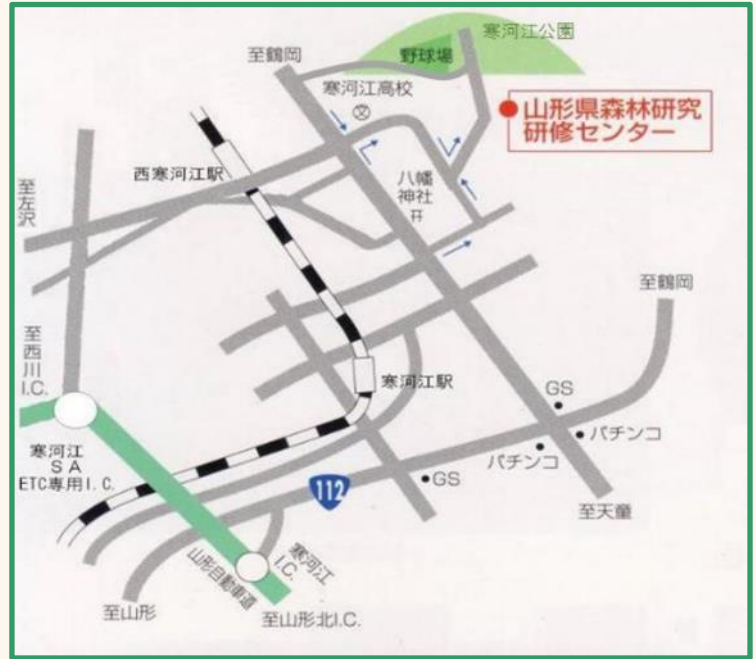 寒河江公園
至鶴岡
野球場
寒河江高校
山形県森林研究
研修センター
西寒河江駅
八幡
神社
至左沢
至鶴岡
至西川
I.C.
寒河江駅
GS
パチンコ
パチンコ
寒河江
SA
ETC専用I.C.
GS
112
至天童
寒河江
I.C.
山形自動車道
至山形
至山形北I.C.